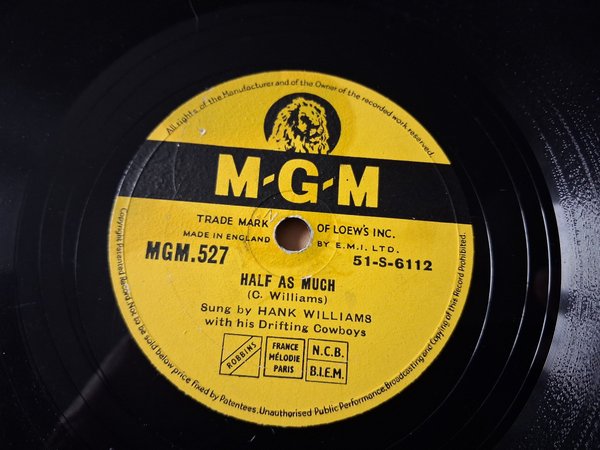 All rights of the Manufacturer and of the Owner of the recorded work reserved.
M-G-M
TRADE MARK OF LOEW'S INC.
MADE IN ENGLAND BY E.M.I. LTD.
MGM.527 51-S-6112
HALF AS MUCH
(C. Williams)
Sung by HANK WILLIAMS
with his Drifting Cowboys
ROBBINS
FRANCE
MÉLODIE
PARIS
N.C.B.
B.I.E.M.
Copyright Patented Record Not to be sold below price fixed by Patentees. Unauthorised Public Performance, Broadcasting and Copying of this Record Prohibited.